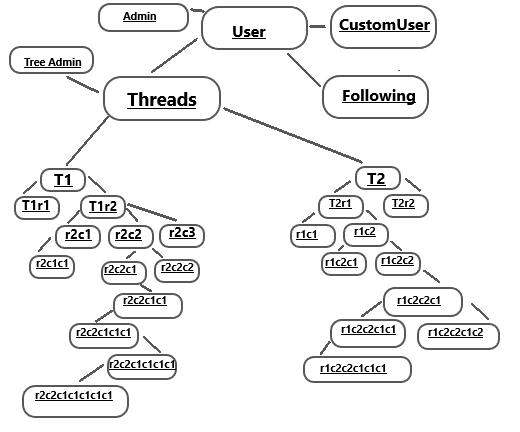 Admin
User
CustomUser
Tree Admin
Threads
Following
T1
T2
T1r1
T1r2
T2r1
T2r2
r2c1
r2c2
r2c3
r1c1
r1c2
r2c1c1
r2c2c1
r2c2c2
r1c2c1
r1c2c2
r2c2c1c1
r1c2c2c1
r2c2c1c1c1
r1c2c2c1c1
r1c2c2c1c2
r2c2c1c1c1c1
r1c2c2c1c1c1
r2c2c1c1c1c1c1